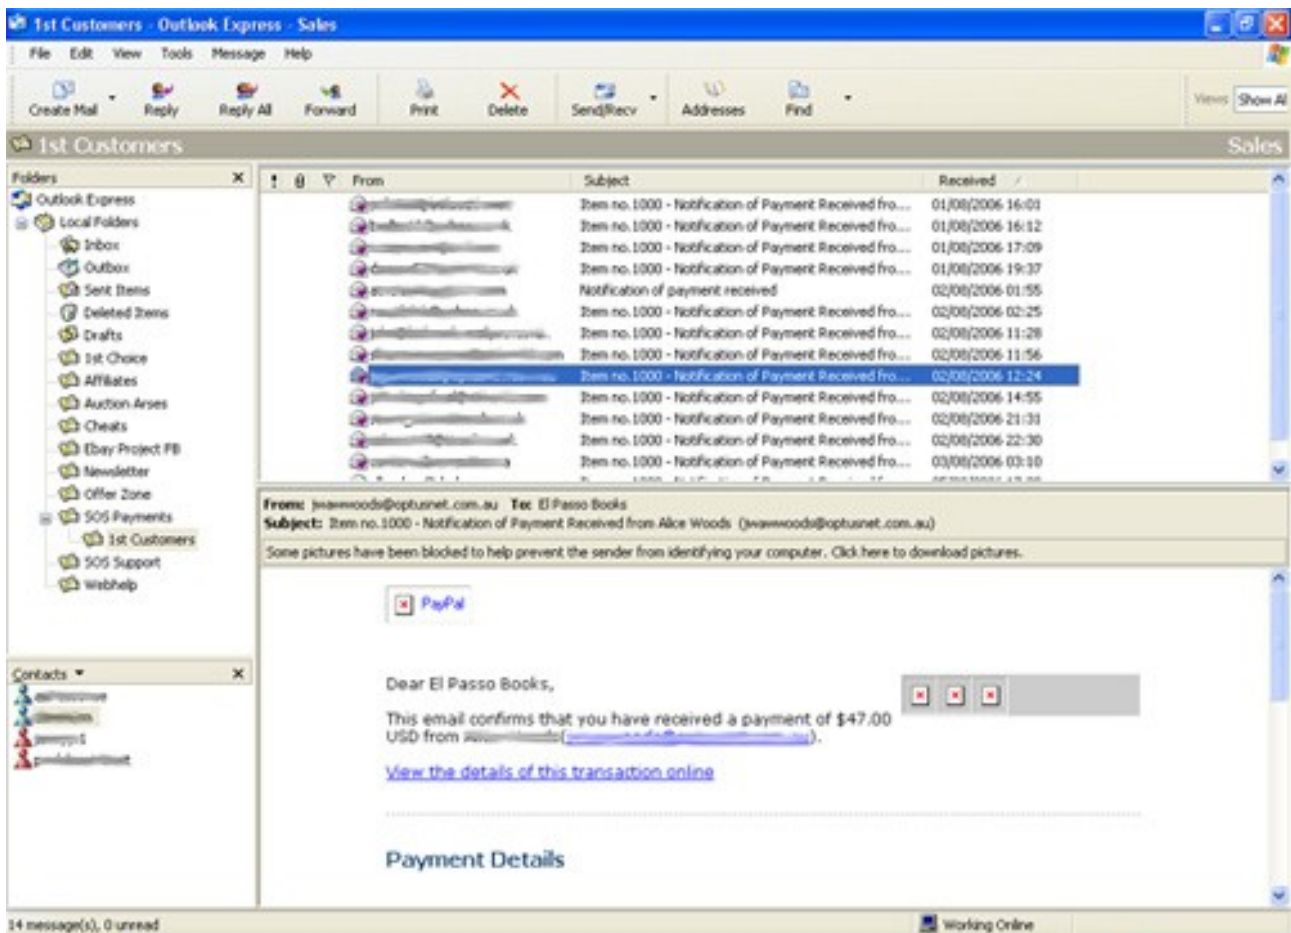 1st Customers - Outlook Express - Sales
File Edit View Tools Message Help
Create Mail Reply Reply All Forward Print Delete Send/Recv Addresses Find Views Show Al
1st Customers Sales
Folders
Outlook Express
Local Folders
Inbox
Outbox
Sent Items
Deleted Items
Drafts
1st Choice
Affiliates
Auction Arses
Cheats
Ebay Project FB
Newsletter
Offer Zone
SOS Payments
1st Customers
SOS Support
Webhelp
Contacts
From Subject Received
Item no.1000 - Notification of Payment Received fro... 01/08/2006 16:01
Item no.1000 - Notification of Payment Received fro... 01/08/2006 16:12
Item no.1000 - Notification of Payment Received fro... 01/08/2006 17:09
Item no.1000 - Notification of Payment Received fro... 01/08/2006 19:37
Notification of payment received 02/08/2006 01:55
Item no.1000 - Notification of Payment Received fro... 02/08/2006 02:25
Item no.1000 - Notification of Payment Received fro... 02/08/2006 11:28
Item no.1000 - Notification of Payment Received fro... 02/08/2006 11:56
Item no.1000 - Notification of Payment Received fro... 02/08/2006 12:24
Item no.1000 - Notification of Payment Received fro... 02/08/2006 14:55
Item no.1000 - Notification of Payment Received fro... 02/08/2006 21:31
Item no.1000 - Notification of Payment Received fro... 02/08/2006 22:30
Item no.1000 - Notification of Payment Received fro... 03/08/2006 03:10
From: To: El Passo Books
Subject: Item no.1000 - Notification of Payment Received from Alice Woods
Some pictures have been blocked to help prevent the sender from identifying your computer. Click here to download pictures.
PayPal
Dear El Passo Books,
This email confirms that you have received a payment of $47.00
USD from
View the details of this transaction online
Payment Details
14 message(s), 0 unread Working Online